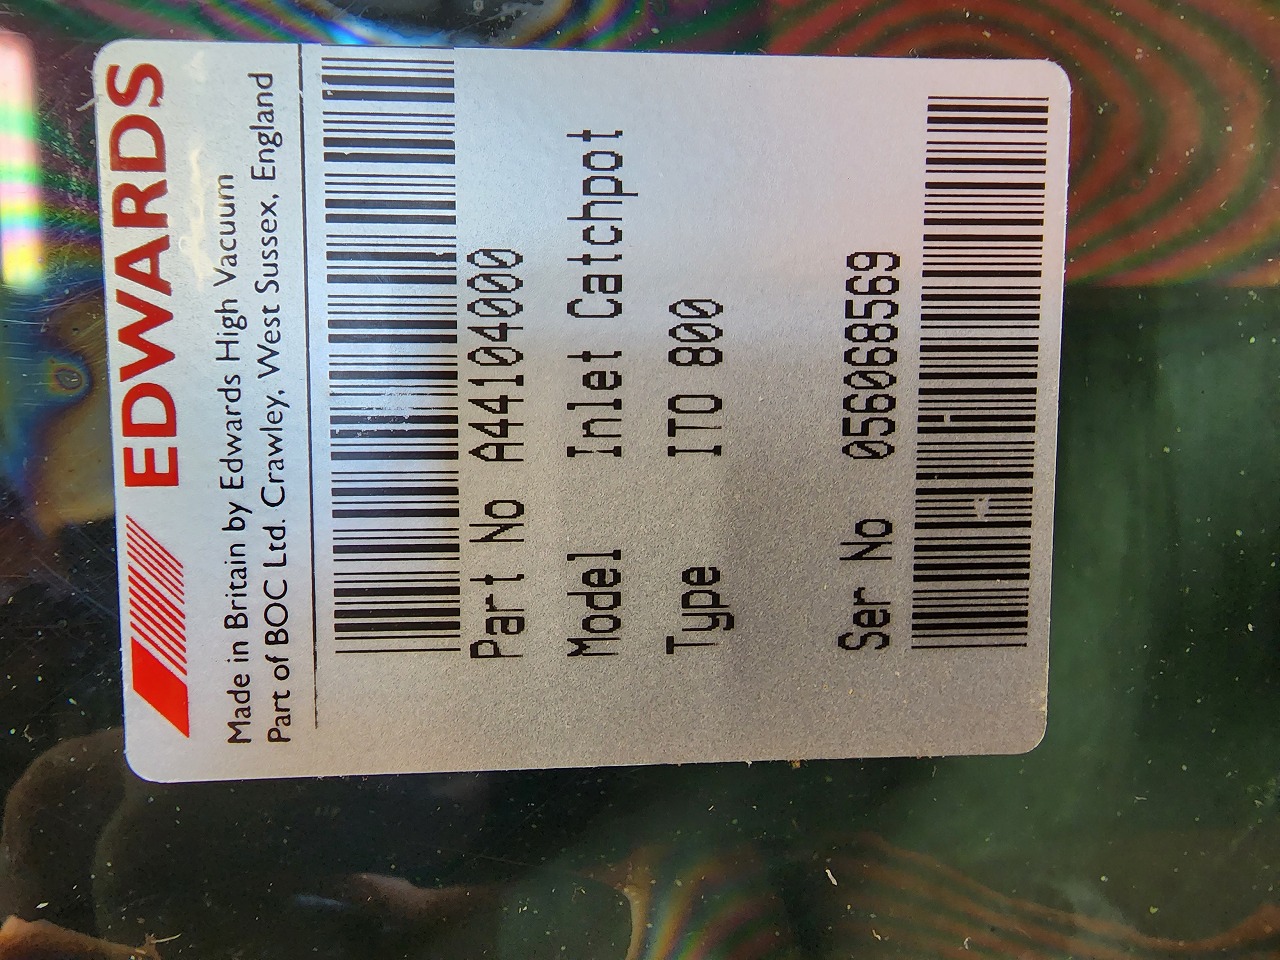 EDWARDS
Made in Britain by Edwards High Vacuum
Part of BOC Ltd. Crawley, West Sussex, England
Part No A44104000
Model Inlet Catchpot
Type ITO 800
Ser No 056068569